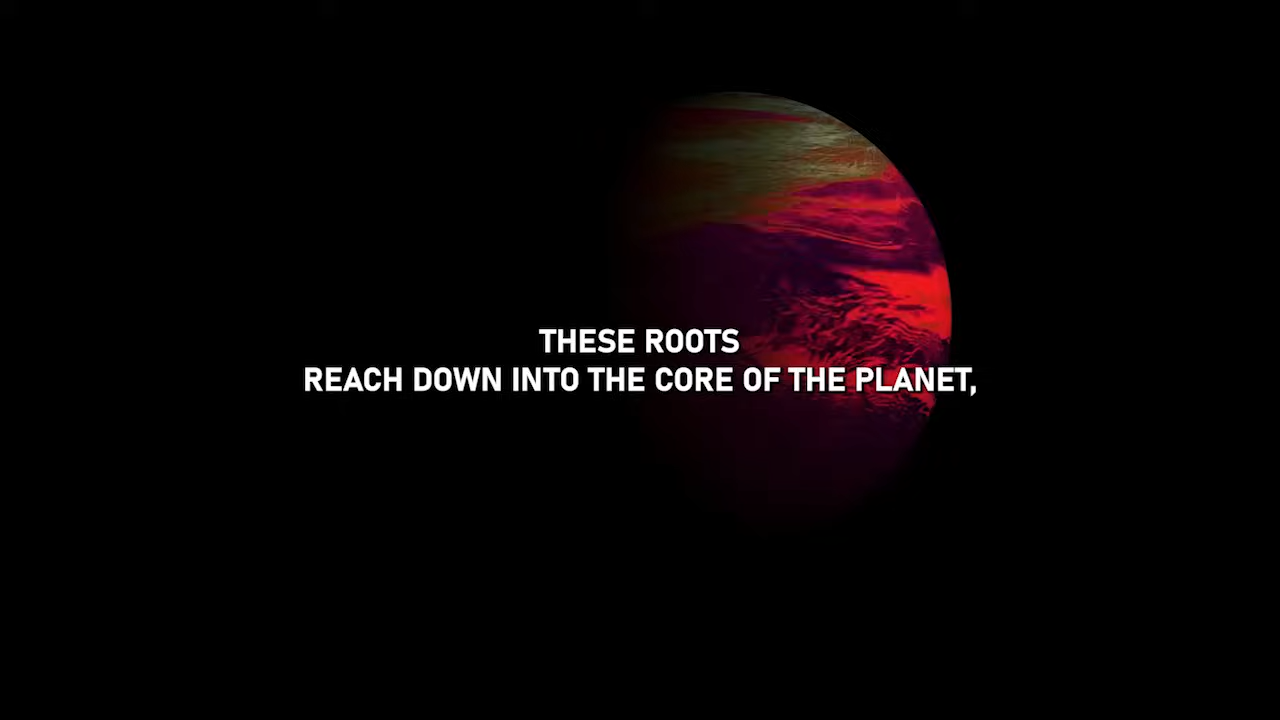 THESE ROOTS
REACH DOWN INTO THE CORE OF THE PLANET,